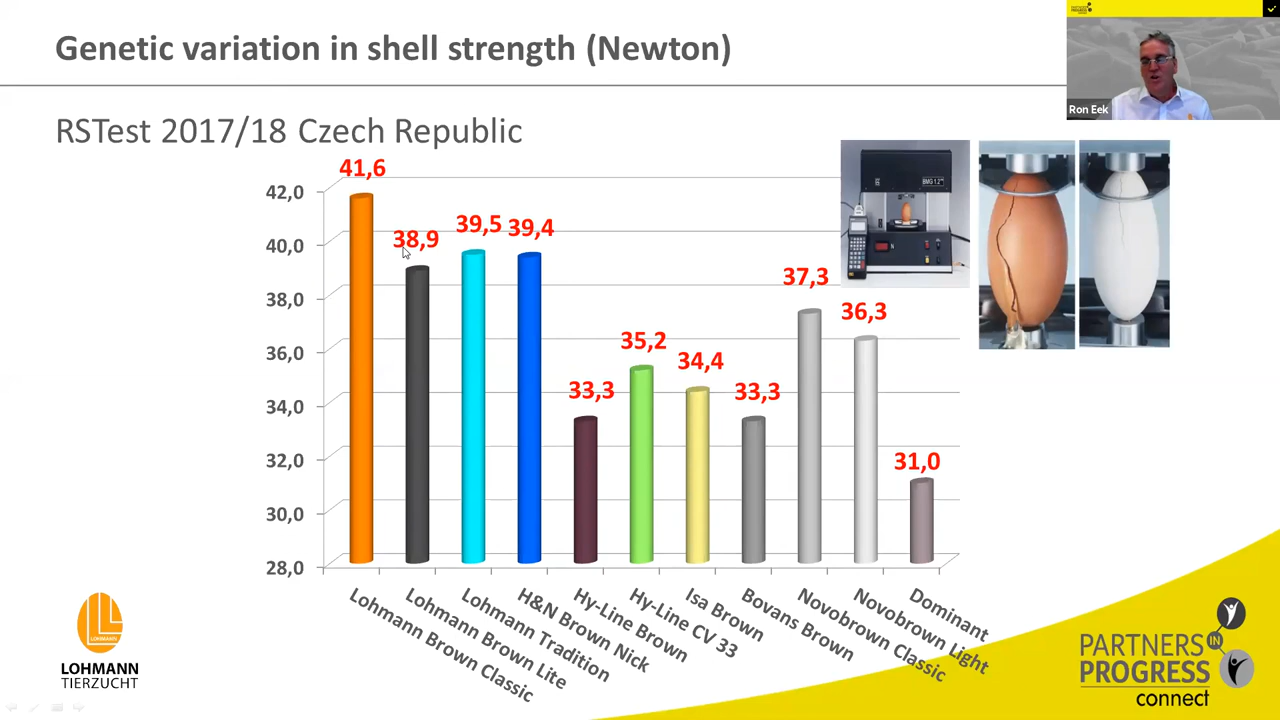 Genetic variation in shell strength (Newton)
Ron Eek
RSTest 2017/18 Czech Republic
41,6
38,9
39,5
39,4
33,3
35,2
34,4
33,3
37,3
36,3
31,0
42,0
40,0
38,0
36,0
34,0
32,0
30,0
28,0
Lohmann Brown Classic
Lohmann Brown Lite
Lohmann Tradition
H&N Brown Nick
Hy-Line Brown
Hy-Line CV 33
Isa Brown
Bovans Brown
Novobrown Classic
Novobrown Light
Dominant
LOHMANN
LOHMANN
TIERZUCHT
PARTNERS IN
PROGRESS
connect